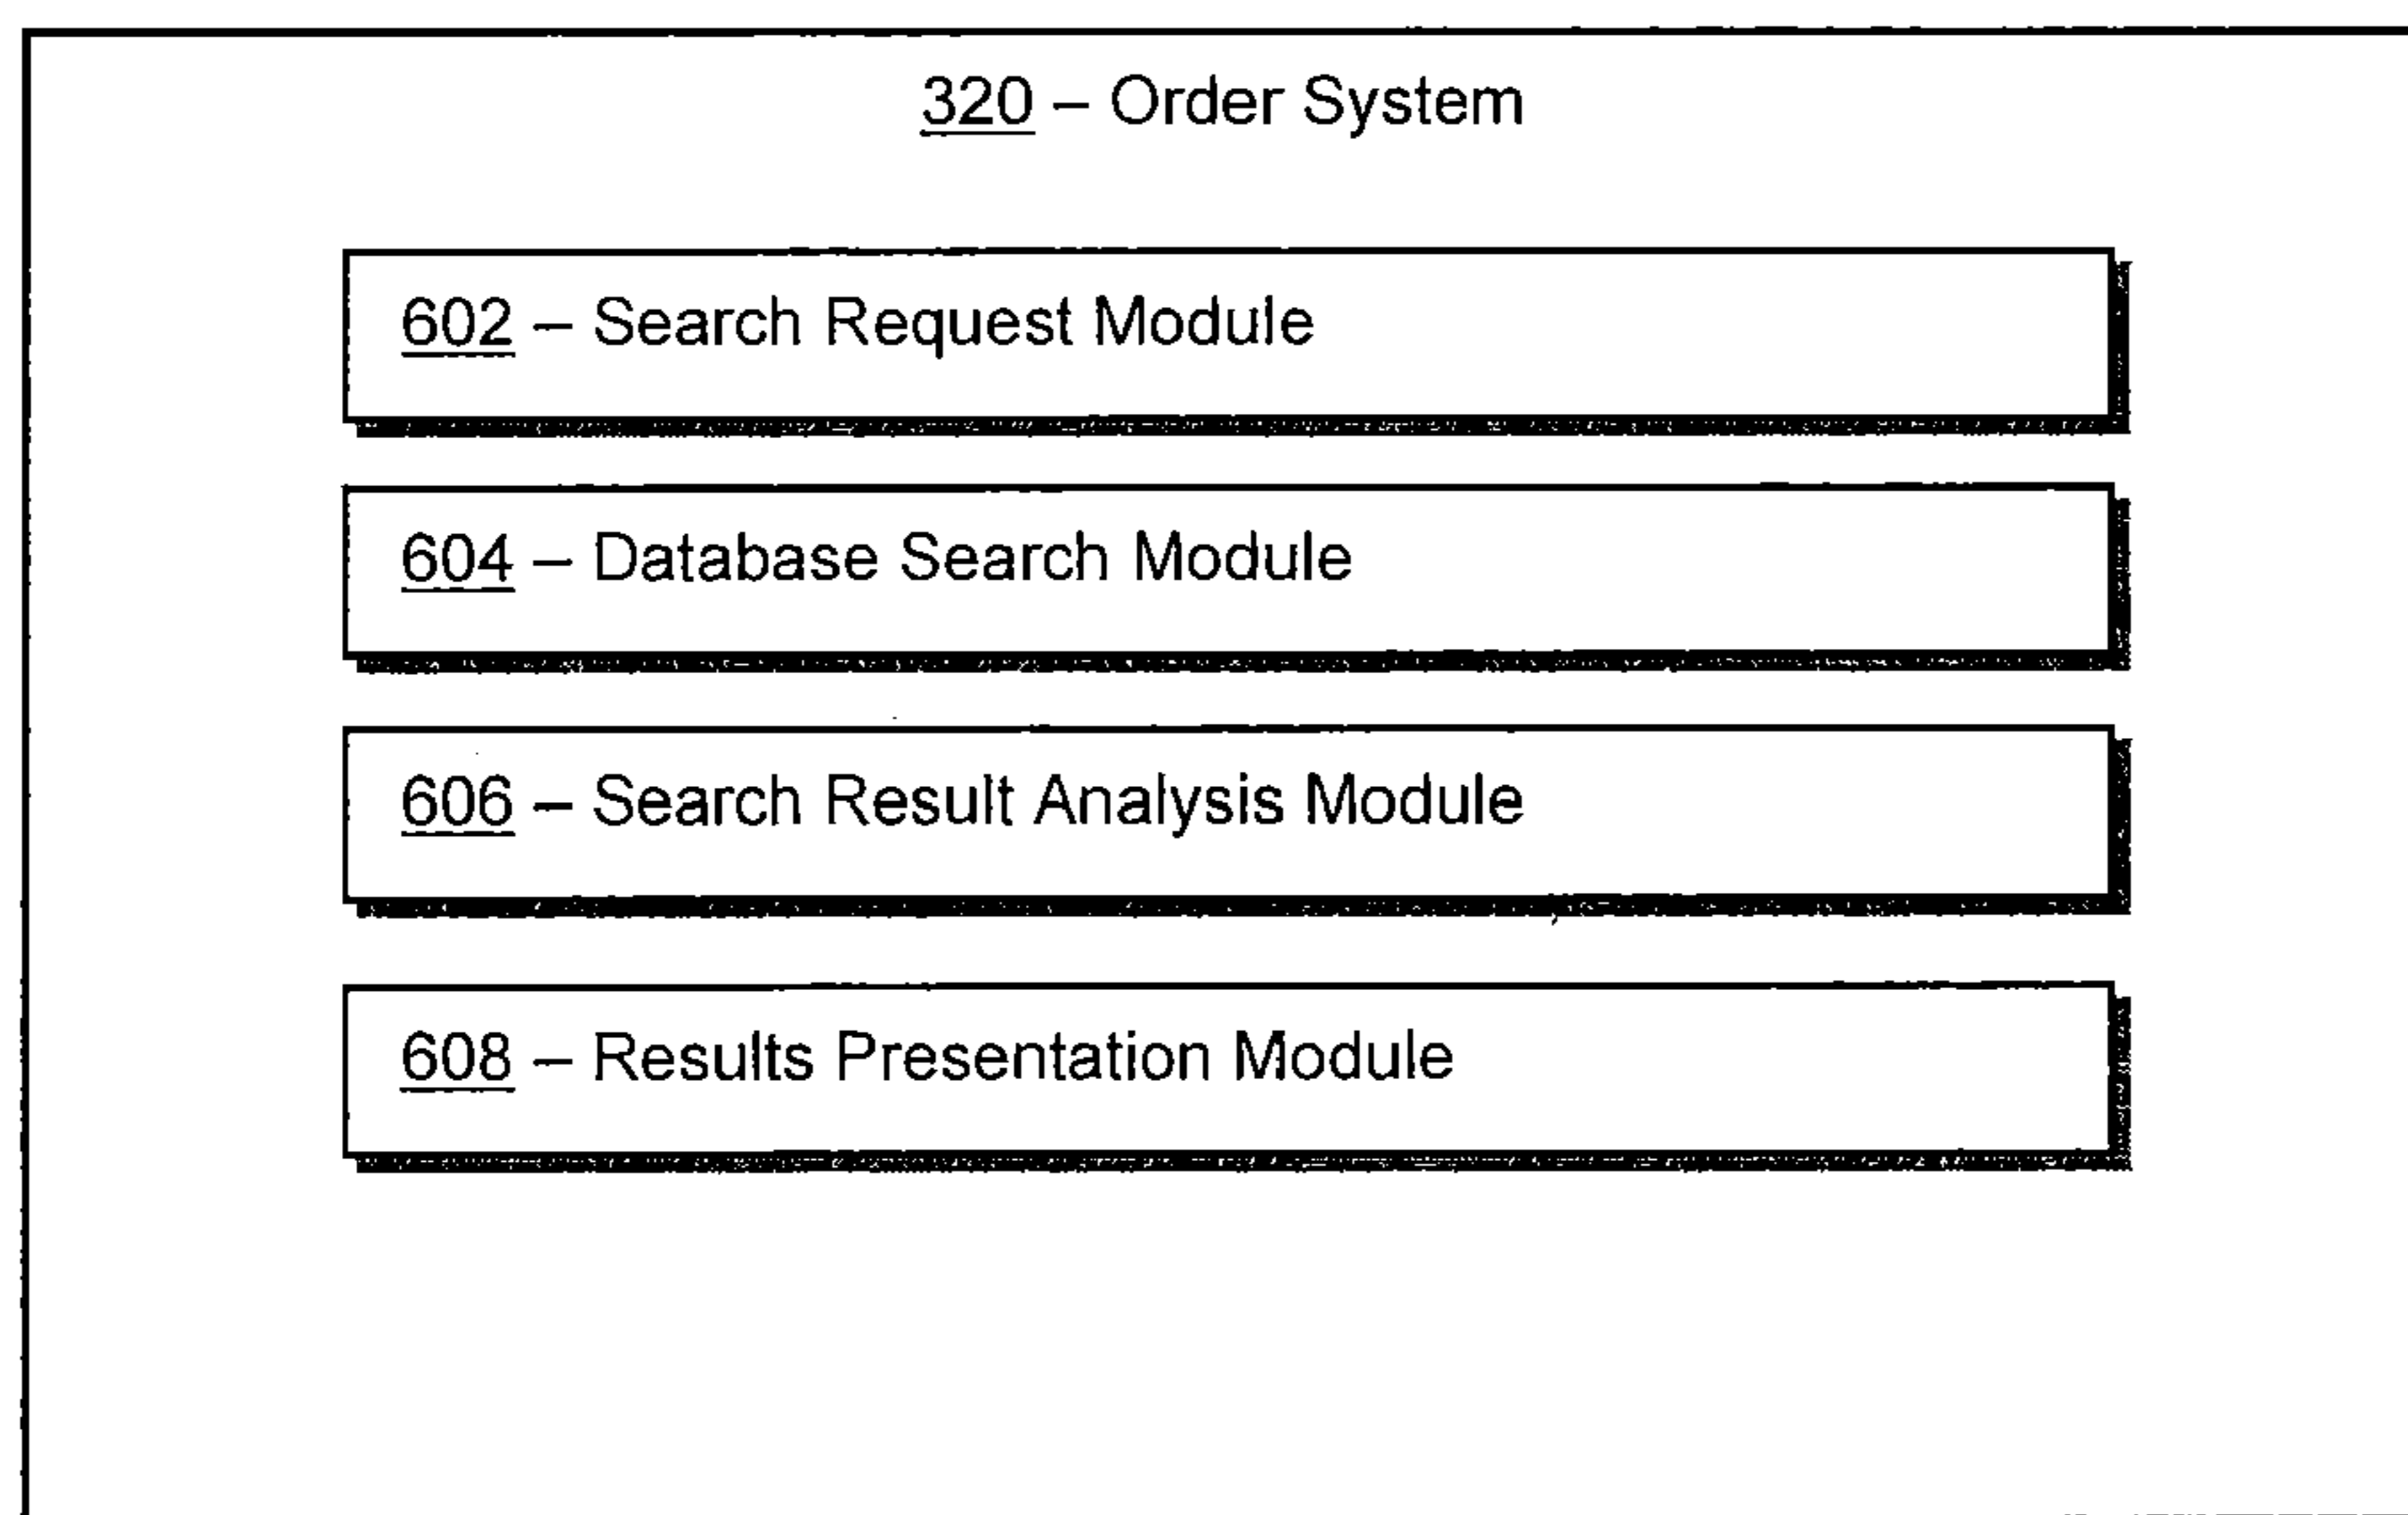 320 – Order System
602 – Search Request Module
604 – Database Search Module
606 – Search Result Analysis Module
608 – Results Presentation Module